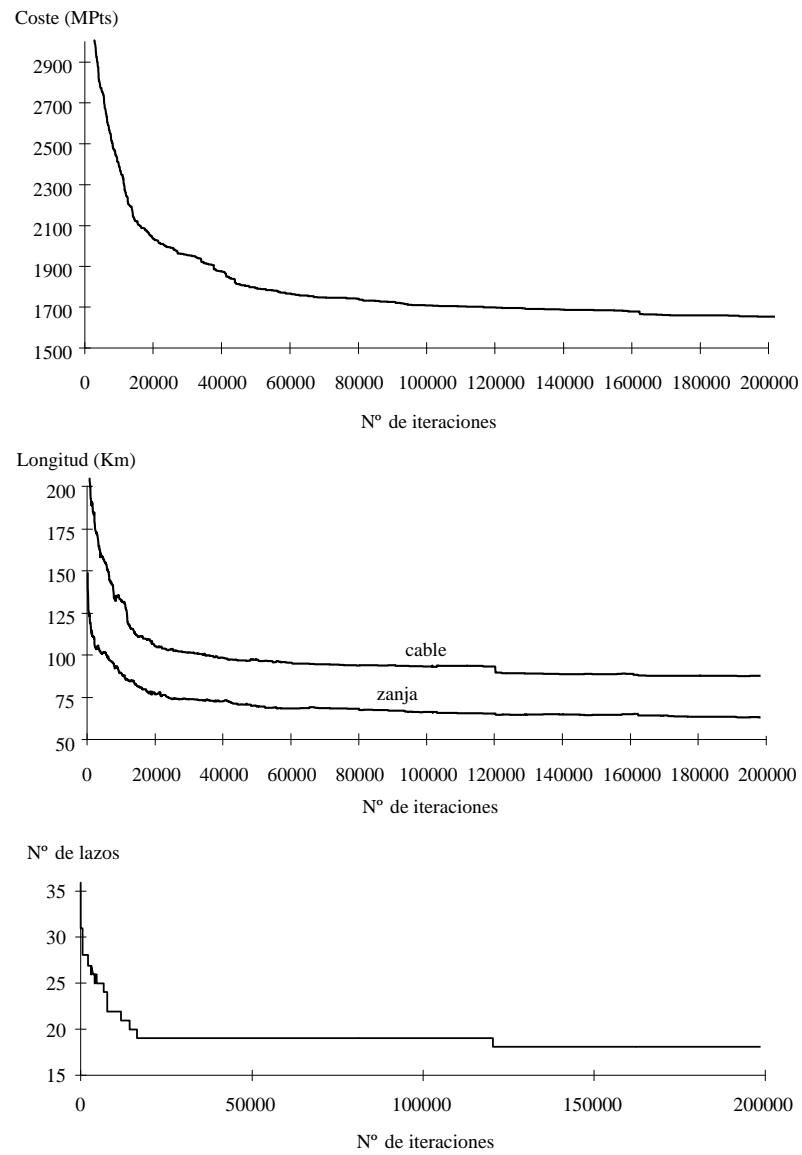 Coste (MPts)
2900
2700
2500
2300
2100
1900
1700
1500
0 20000 40000 60000 80000 100000 120000 140000 160000 180000 200000
Nº de iteraciones
Longitud (Km)
200
175
150
125
100
75
50
cable
zanja
0 20000 40000 60000 80000 100000 120000 140000 160000 180000 200000
Nº de iteraciones
Nº de lazos
35
30
25
20
15
0 50000 100000 150000 200000
Nº de iteraciones